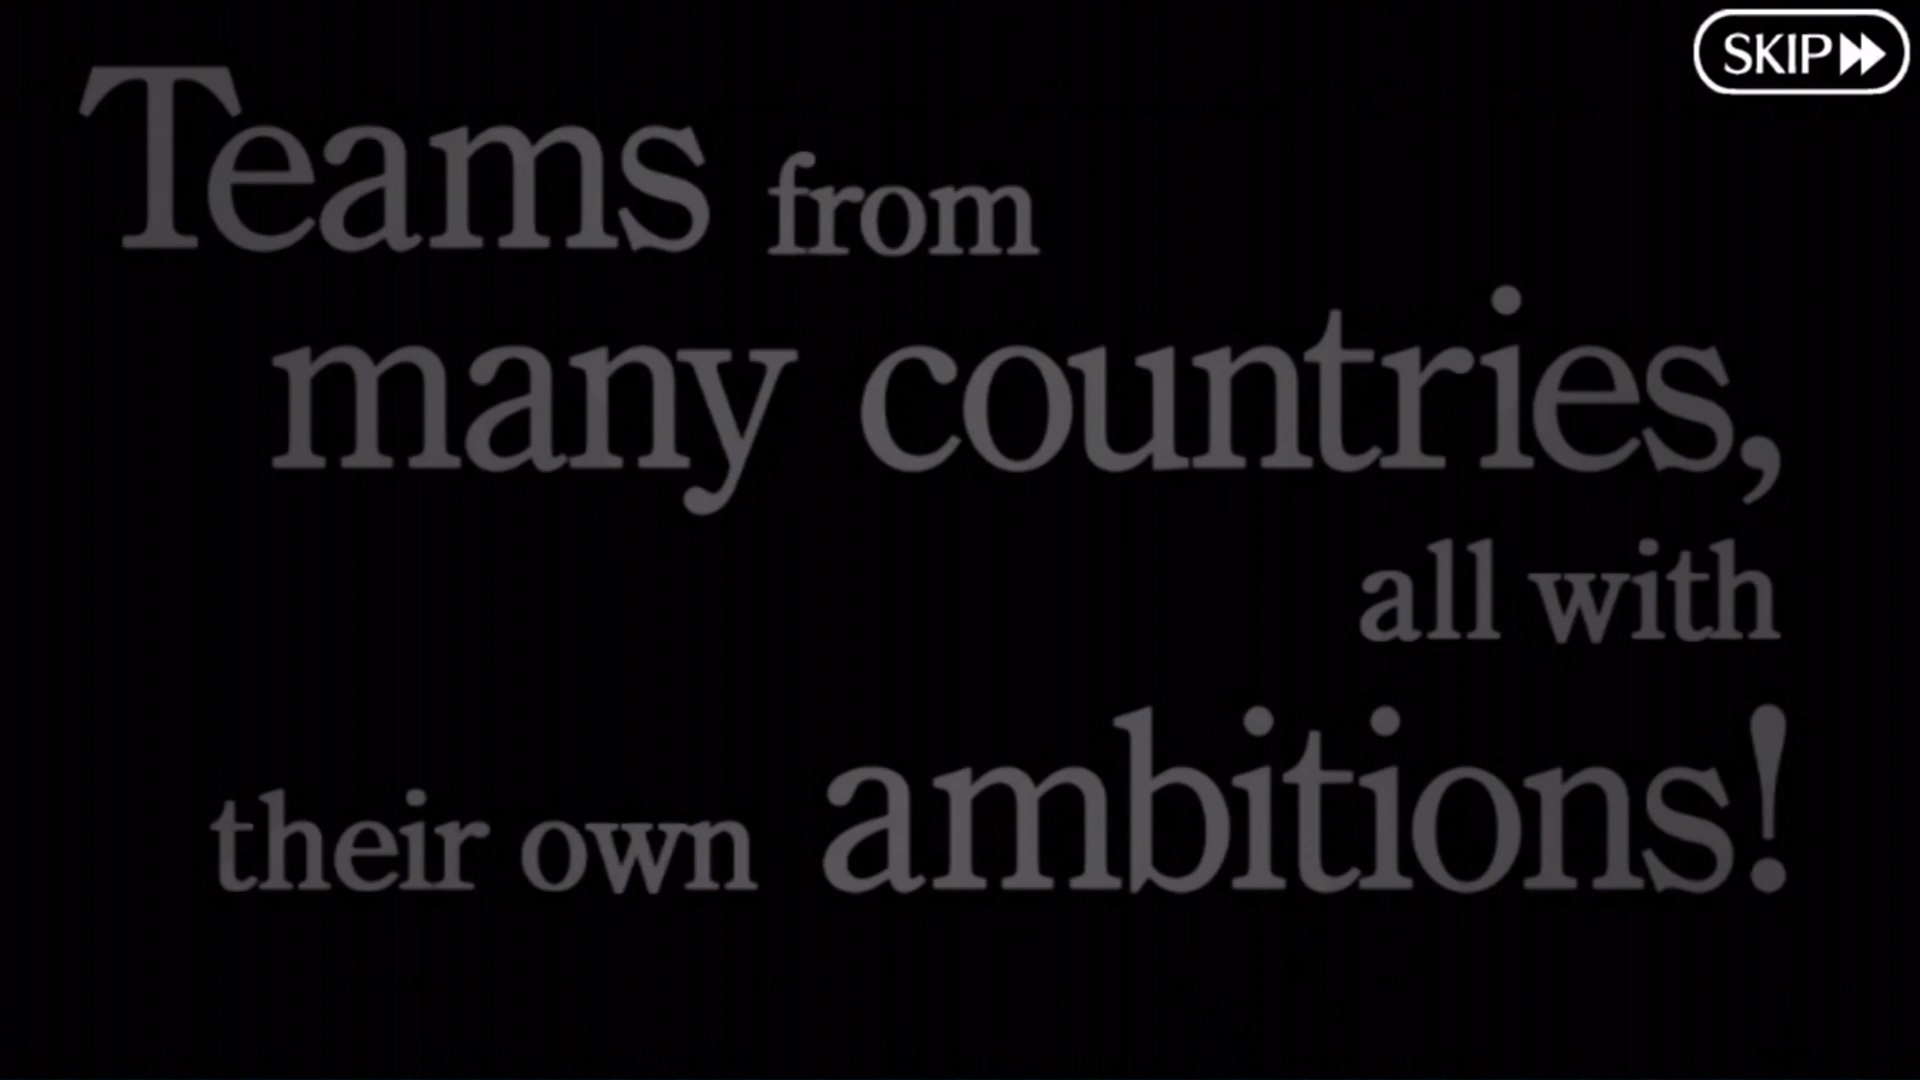 SKIP
Teams from
many countries,
all with
their own ambitions!